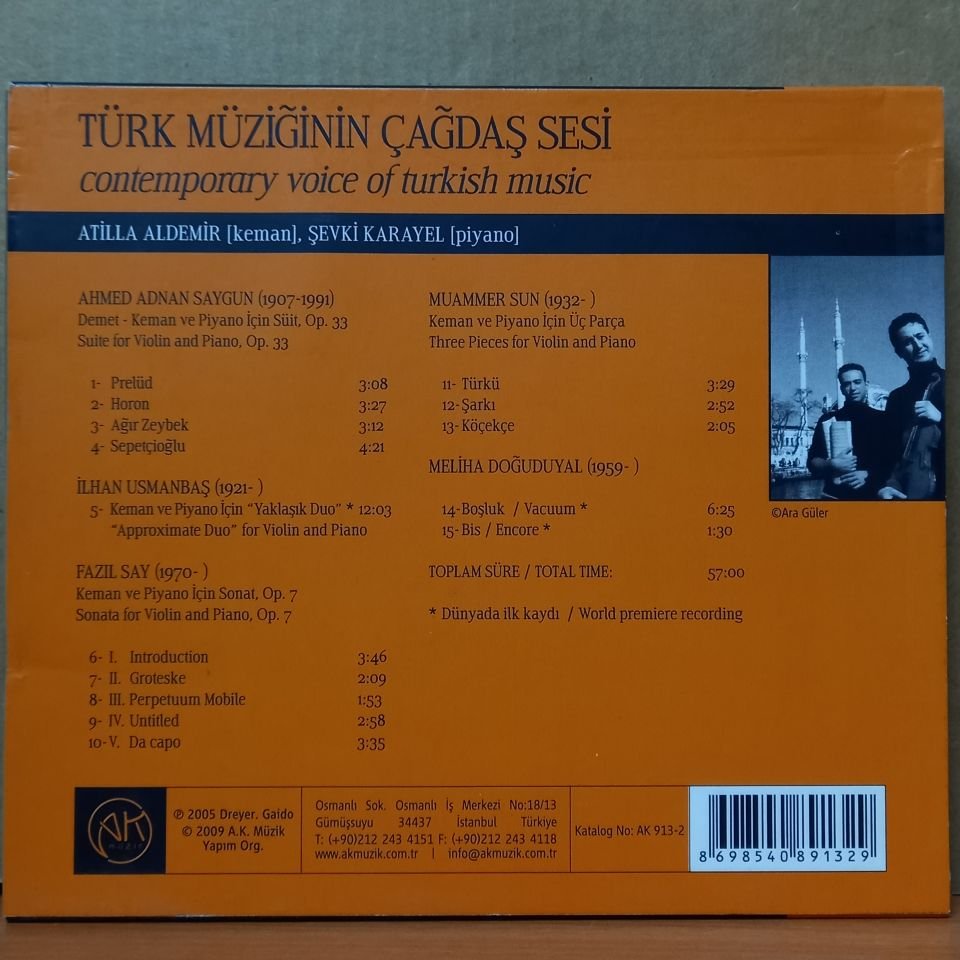 TÜRK MÜZİĞİNİN ÇAĞDAŞ SESİ
contemporary voice of turkish music
ATİLLA ALDEMİR [keman], ŞEVKİ KARAYEL [piyano]
AHMED ADNAN SAYGUN (1907-1991)
Demet - Keman ve Piyano İçin Süit, Op. 33
Suite for Violin and Piano, Op. 33
1- Prelüd 3:08
2- Horon 3:27
3- Ağır Zeybek 3:12
4- Sepetçioğlu 4:21
İLHAN USMANBAŞ (1921- )
5- Keman ve Piyano İçin “Yaklaşık Duo” * 12:03
“Approximate Duo” for Violin and Piano
FAZIL SAY (1970- )
Keman ve Piyano İçin Sonat, Op. 7
Sonata for Violin and Piano, Op. 7
6- I. Introduction 3:46
7- II. Groteske 2:09
8- III. Perpetuum Mobile 1:53
9- IV. Untitled 2:58
10- V. Da capo 3:35
MUAMMER SUN (1932- )
Keman ve Piyano İçin Üç Parça
Three Pieces for Violin and Piano
11- Türkü 3:29
12- Şarkı 2:52
13- Köçekçe 2:05
MELİHA DOĞUDUYAL (1959- )
14- Boşluk / Vacuum * 6:25
15- Bis / Encore * 1:30
TOPLAM SÜRE / TOTAL TIME: 57:00
* Dünyada ilk kaydı / World premiere recording
©Ara Güler
AK
müzik
℗ 2005 Dreyer. Gaido
© 2009 A.K. Müzik
Yapım Org.
Osmanlı Sok. Osmanlı İş Merkezi No:18/13
Gümüşsuyu 34437 İstanbul Türkiye
T: (+90)212 243 4151 F:(+90)212 243 4118
www.akmuzik.com.tr | info@akmuzik.com.tr
Katalog No: AK 913-2
8698540891329